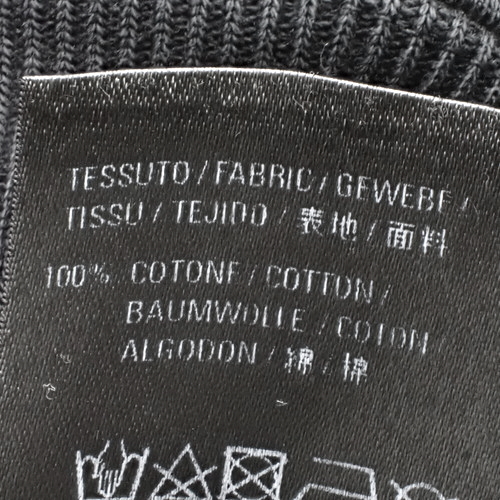 TESSUTO / FABRIC / GEWEBE /
TISSU / TEJIDO / 表地 / 面料
100% COTONE / COTTON /
BAUMWOLLE / COTON /
ALGODON / 綿 / 棉